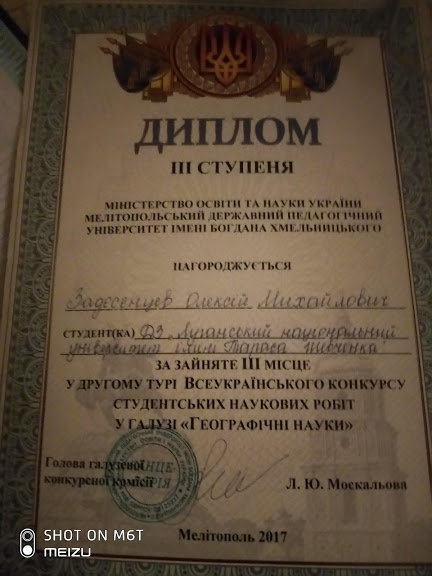 ДИПЛОМ
III СТУПЕНЯ
МІНІСТЕРСТВО ОСВІТИ ТА НАУКИ УКРАЇНИ
МЕЛІТОПОЛЬСЬКИЙ ДЕРЖАВНИЙ ПЕДАГОГІЧНИЙ
УНІВЕРСИТЕТ ІМЕНІ БОГДАНА ХМЕЛЬНИЦЬКОГО
НАГОРОДЖУЄТЬСЯ
Задесенцев Олексій Михайлович
СТУДЕНТ(КА) ДЗ Луганський національний
університет імені Тараса Шевченка
ЗА ЗАЙНЯТЕ III МІСЦЕ
У ДРУГОМУ ТУРІ ВСЕУКРАЇНСЬКОГО КОНКУРСУ
СТУДЕНТСЬКИХ НАУКОВИХ РОБІТ
У ГАЛУЗІ «ГЕОГРАФІЧНІ НАУКИ»
Голова галузевої
конкурсної комісії
Л. Ю. Москальова
Мелітополь 2017
SHOT ON M6T
MEIZU